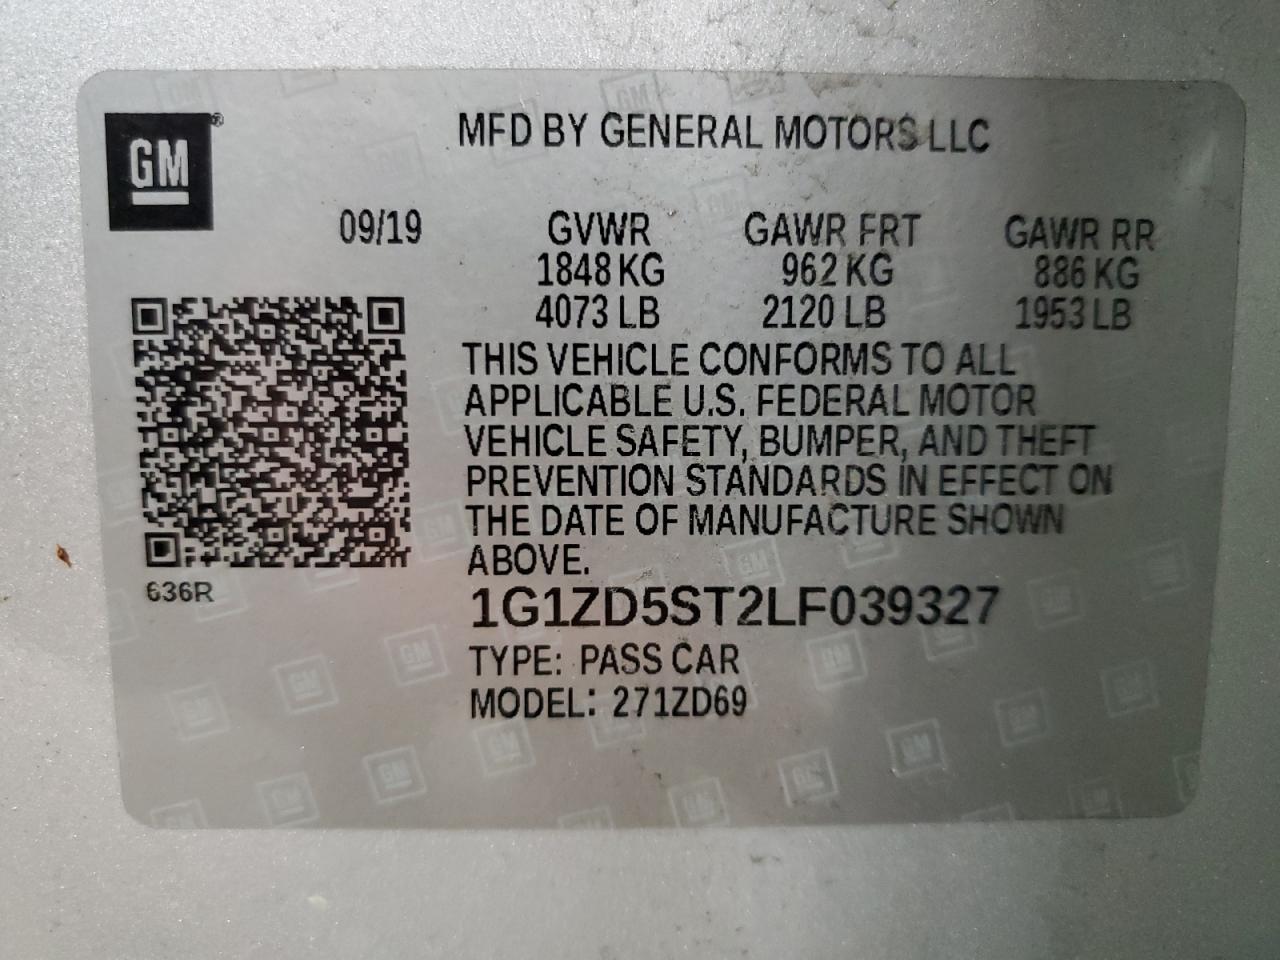 GM®
MFD BY GENERAL MOTORS LLC
09/19 GVWR GAWR FRT GAWR RR
1848 KG 962 KG 886 KG
4073 LB 2120 LB 1953 LB
THIS VEHICLE CONFORMS TO ALL
APPLICABLE U.S. FEDERAL MOTOR
VEHICLE SAFETY, BUMPER, AND THEFT
PREVENTION STANDARDS IN EFFECT ON
THE DATE OF MANUFACTURE SHOWN
ABOVE.
636R
1G1ZD5ST2LF039327
TYPE: PASS CAR
MODEL: 271ZD69